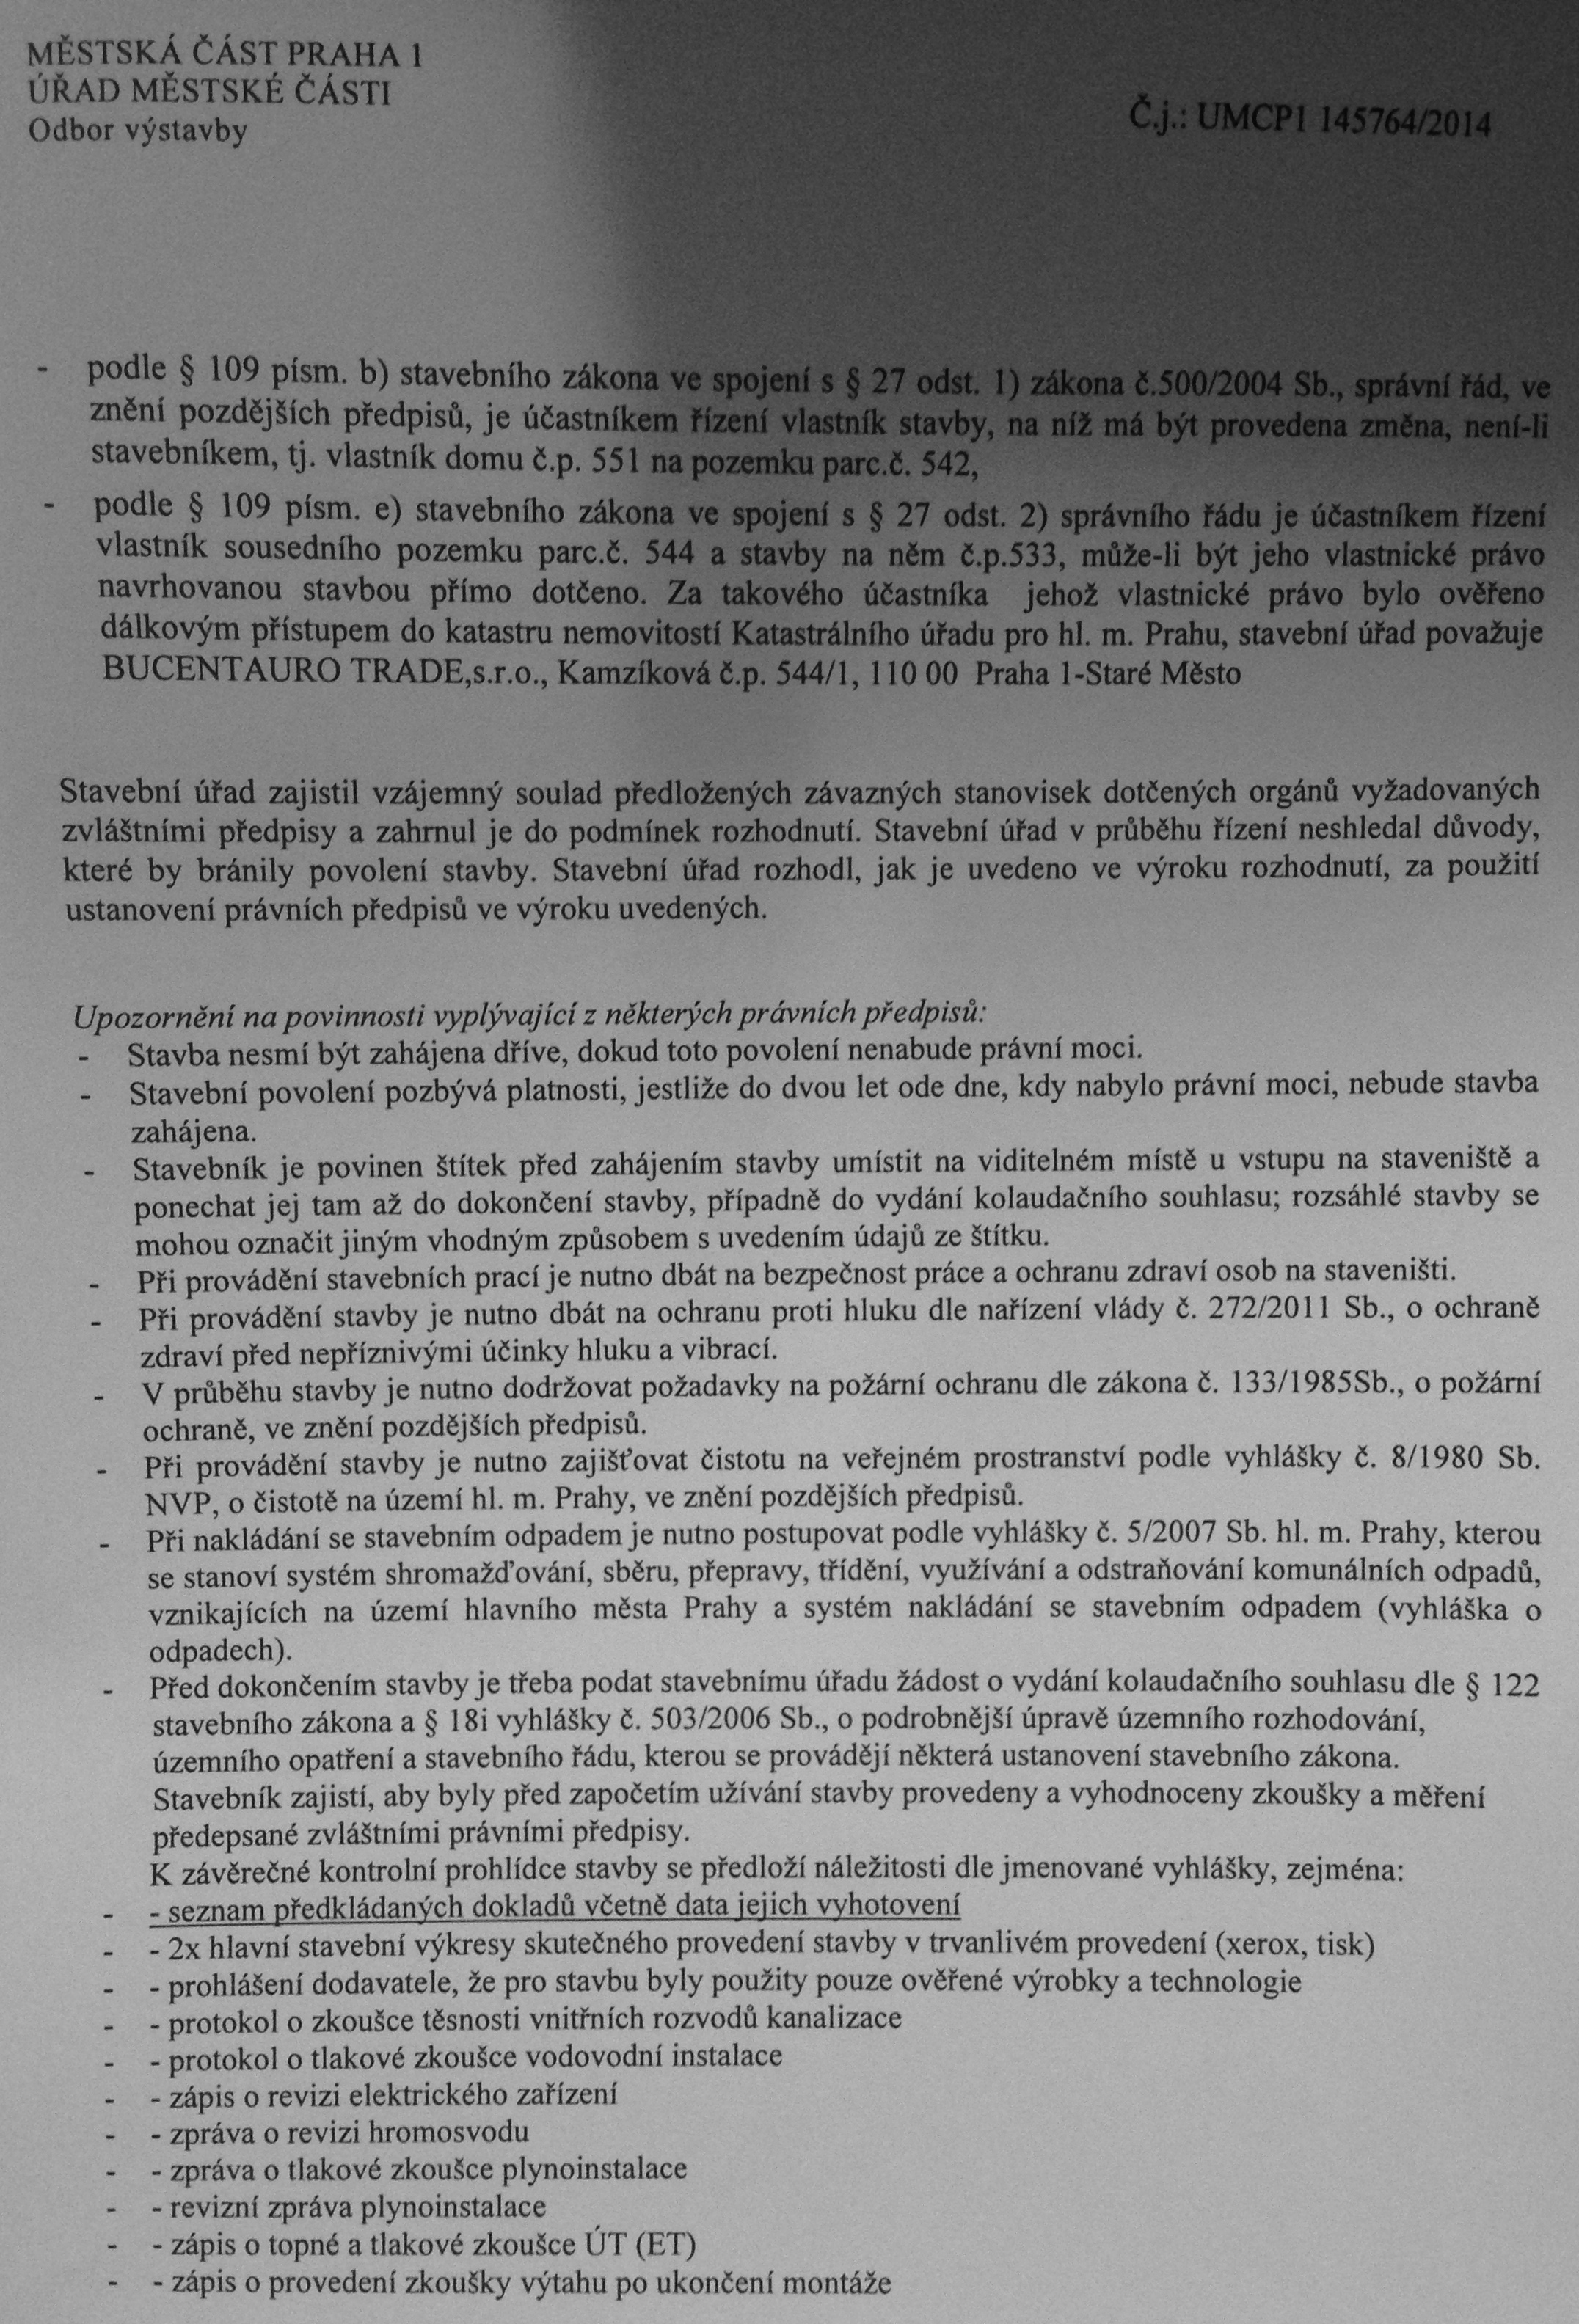 MĚSTSKÁ ČÁST PRAHA 1
ÚŘAD MĚSTSKÉ ČÁSTI
Odbor výstavby
Č.j.: UMCP1 145764/2014
- podle § 109 písm. b) stavebního zákona ve spojení s § 27 odst. 1) zákona č.500/2004 Sb., správní řád, ve
znění pozdějších předpisů, je účastníkem řízení vlastník stavby, na níž má být provedena změna, není-li
stavebníkem, tj. vlastník domu č.p. 551 na pozemku parc.č. 542,
- podle § 109 písm. e) stavebního zákona ve spojení s § 27 odst. 2) správního řádu je účastníkem řízení
vlastník sousedního pozemku parc.č. 544 a stavby na něm č.p.533, může-li být jeho vlastnické právo
navrhovanou stavbou přímo dotčeno. Za takového účastníka jehož vlastnické právo bylo ověřeno
dálkovým přístupem do katastru nemovitostí Katastrálního úřadu pro hl. m. Prahu, stavební úřad považuje
BUCENTAURO TRADE,s.r.o., Kamzíková č.p. 544/1, 110 00 Praha 1-Staré Město
Stavební úřad zajistil vzájemný soulad předložených závazných stanovisek dotčených orgánů vyžadovaných
zvláštními předpisy a zahrnul je do podmínek rozhodnutí. Stavební úřad v průběhu řízení neshledal důvody,
které by bránily povolení stavby. Stavební úřad rozhodl, jak je uvedeno ve výroku rozhodnutí, za použití
ustanovení právních předpisů ve výroku uvedených.
Upozornění na povinnosti vyplývající z některých právních předpisů:
- Stavba nesmí být zahájena dříve, dokud toto povolení nenabude právní moci.
- Stavební povolení pozbývá platnosti, jestliže do dvou let ode dne, kdy nabylo právní moci, nebude stavba
zahájena.
- Stavebník je povinen štítek před zahájením stavby umístit na viditelném místě u vstupu na staveniště a
ponechat jej tam až do dokončení stavby, případně do vydání kolaudačního souhlasu; rozsáhlé stavby se
mohou označit jiným vhodným způsobem s uvedením údajů ze štítku.
- Při provádění stavebních prací je nutno dbát na bezpečnost práce a ochranu zdraví osob na staveništi.
- Při provádění stavby je nutno dbát na ochranu proti hluku dle nařízení vlády č. 272/2011 Sb., o ochraně
zdraví před nepříznivými účinky hluku a vibrací.
- V průběhu stavby je nutno dodržovat požadavky na požární ochranu dle zákona č. 133/1985Sb., o požární
ochraně, ve znění pozdějších předpisů.
- Při provádění stavby je nutno zajišťovat čistotu na veřejném prostranství podle vyhlášky č. 8/1980 Sb.
NVP, o čistotě na území hl. m. Prahy, ve znění pozdějších předpisů.
- Při nakládání se stavebním odpadem je nutno postupovat podle vyhlášky č. 5/2007 Sb. hl. m. Prahy, kterou
se stanoví systém shromažďování, sběru, přepravy, třídění, využívání a odstraňování komunálních odpadů,
vznikajících na území hlavního města Prahy a systém nakládání se stavebním odpadem (vyhláška o
odpadech).
- Před dokončením stavby je třeba podat stavebnímu úřadu žádost o vydání kolaudačního souhlasu dle § 122
stavebního zákona a § 18i vyhlášky č. 503/2006 Sb., o podrobnější úpravě územního rozhodování,
územního opatření a stavebního řádu, kterou se provádějí některá ustanovení stavebního zákona.
Stavebník zajistí, aby byly před započetím užívání stavby provedeny a vyhodnoceny zkoušky a měření
předepsané zvláštními právními předpisy.
K závěrečné kontrolní prohlídce stavby se předloží náležitosti dle jmenované vyhlášky, zejména:
- - seznam předkládaných dokladů včetně data jejich vyhotovení
- - 2x hlavní stavební výkresy skutečného provedení stavby v trvanlivém provedení (xerox, tisk)
- - prohlášení dodavatele, že pro stavbu byly použity pouze ověřené výrobky a technologie
- - protokol o zkoušce těsnosti vnitřních rozvodů kanalizace
- - protokol o tlakové zkoušce vodovodní instalace
- - zápis o revizi elektrického zařízení
- - zpráva o revizi hromosvodu
- - zpráva o tlakové zkoušce plynoinstalace
- - revizní zpráva plynoinstalace
- - zápis o topné a tlakové zkoušce ÚT (ET)
- - zápis o provedení zkoušky výtahu po ukončení montáže